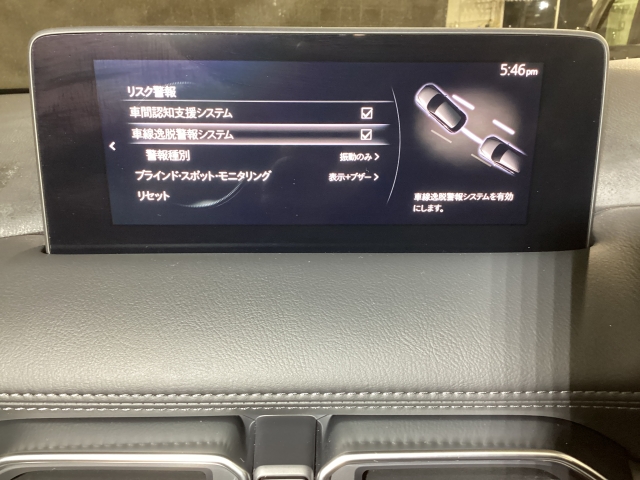 5:46pm
リスク警報
車間認知支援システム
車線逸脱警報システム
警報種別 振動のみ
ブラインド・スポット・モニタリング 表示+ブザー
リセット
車線逸脱警報システムを有効
にします。